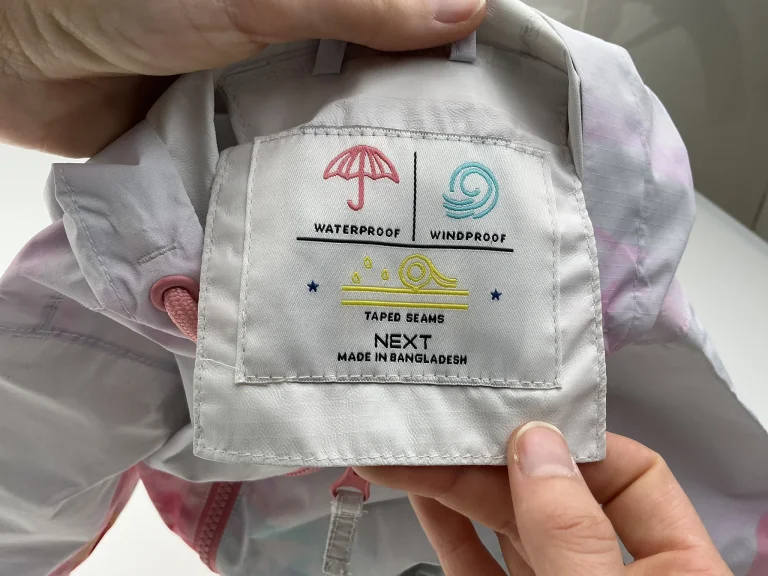 WATERPROOF WINDPROOF
TAPED SEAMS
NEXT
MADE IN BANGLADESH